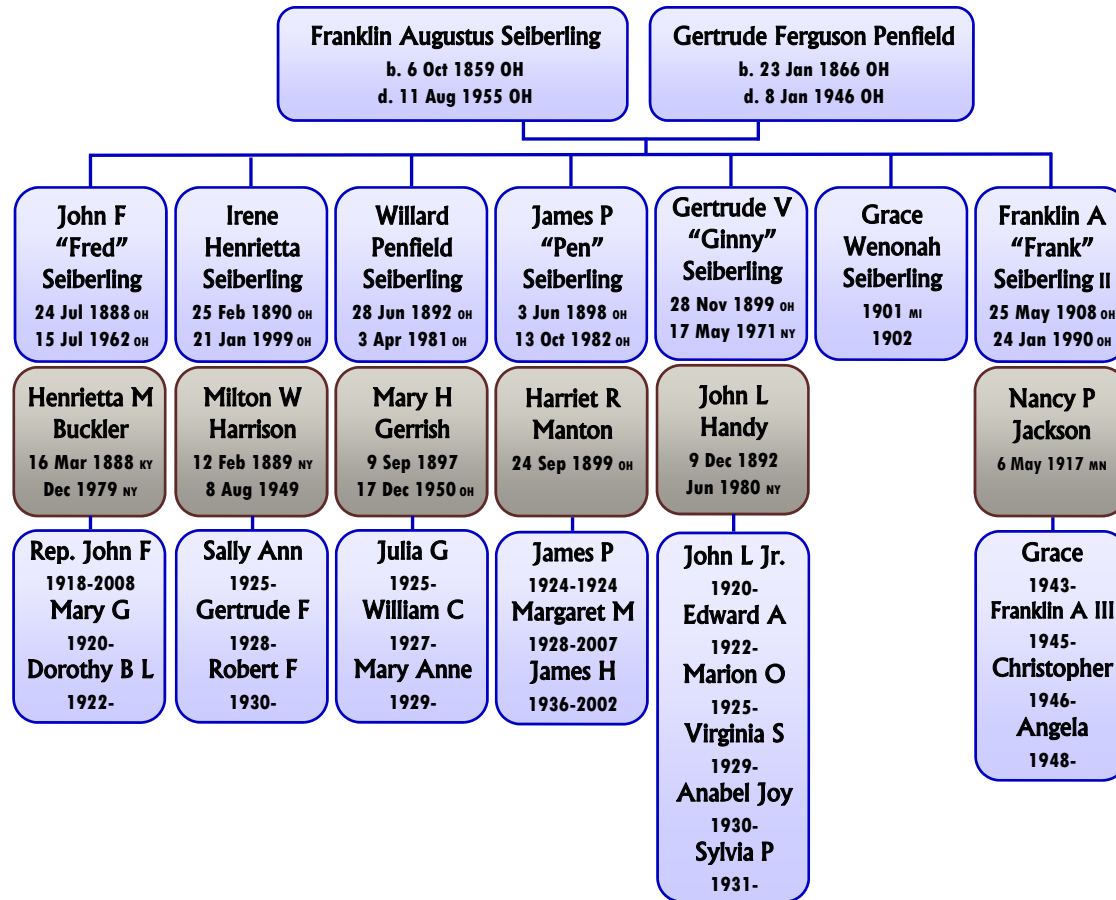 Franklin Augustus Seiberling
b. 6 Oct 1859 OH
d. 11 Aug 1955 OH
Gertrude Ferguson Penfield
b. 23 Jan 1866 OH
d. 8 Jan 1946 OH
John F
“Fred”
Seiberling
24 Jul 1888 OH
15 Jul 1962 OH
Irene
Henrietta
Seiberling
25 Feb 1890 OH
21 Jan 1999 OH
Willard
Penfield
Seiberling
28 Jun 1892 OH
3 Apr 1981 OH
James P
“Pen”
Seiberling
3 Jun 1898 OH
13 Oct 1982 OH
Gertrude V
“Ginny”
Seiberling
28 Nov 1899 OH
17 May 1971 NY
Grace
Wenonah
Seiberling
1901 MI
1902
Franklin A
“Frank”
Seiberling II
25 May 1908 OH
24 Jan 1990 OH
Henrietta M
Buckler
16 Mar 1888 KY
Dec 1979 NY
Milton W
Harrison
12 Feb 1889 NY
8 Aug 1949
Mary H
Gerrish
9 Sep 1897
17 Dec 1950 OH
Harriet R
Manton
24 Sep 1899 OH
John L
Handy
9 Dec 1892
Jun 1980 NY
Nancy P
Jackson
6 May 1917 MN
Rep. John F
1918-2008
Mary G
1920-
Dorothy B L
1922-
Sally Ann
1925-
Gertrude F
1928-
Robert F
1930-
Julia G
1925-
William C
1927-
Mary Anne
1929-
James P
1924-1924
Margaret M
1928-2007
James H
1936-2002
John L Jr.
1920-
Edward A
1922-
Marion O
1925-
Virginia S
1929-
Anabel Joy
1930-
Sylvia P
1931-
Grace
1943-
Franklin A III
1945-
Christopher
1946-
Angela
1948-